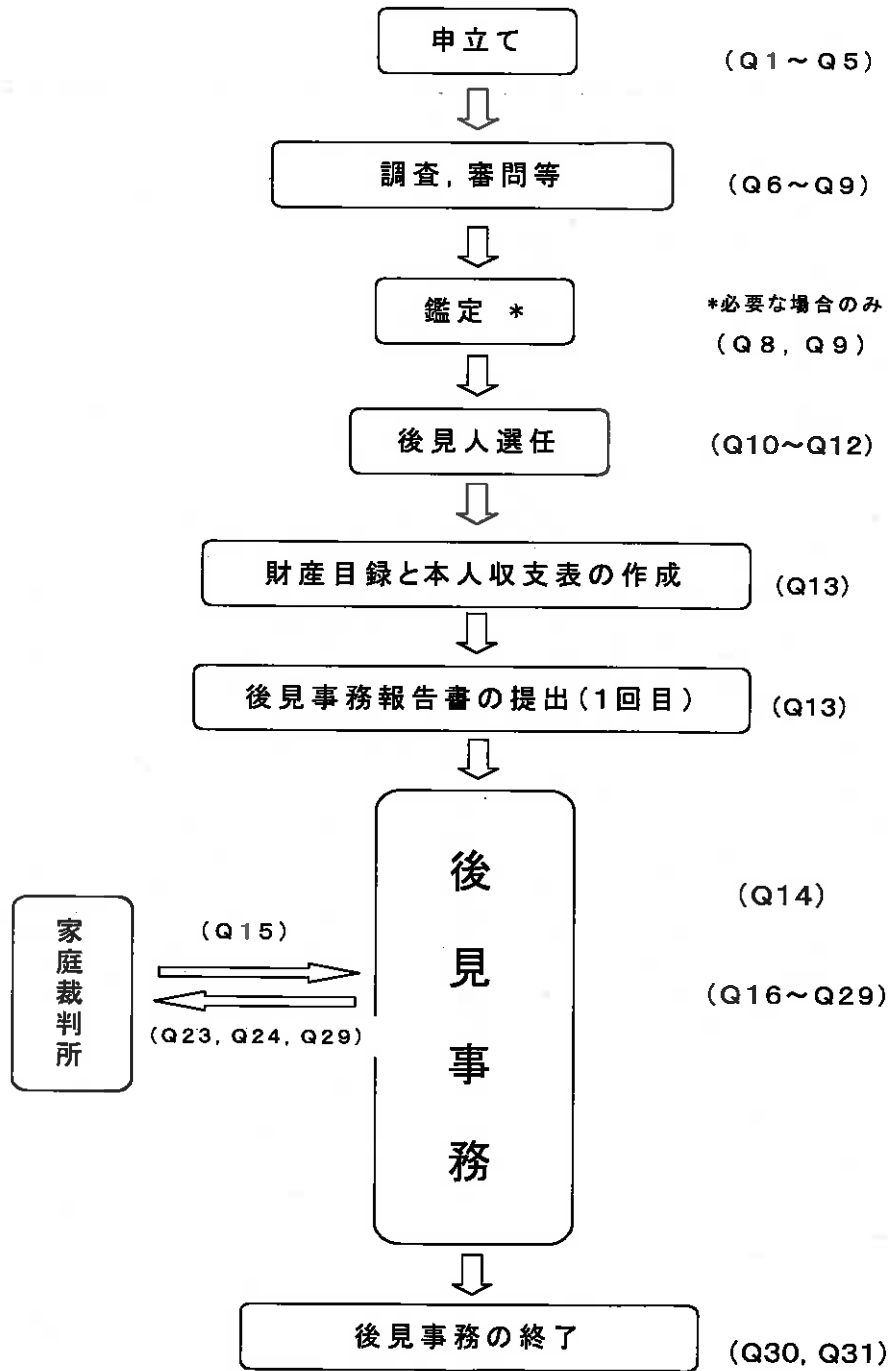 申立て
(Q1～Q5)
調査,審問等
(Q6～Q9)
鑑定 *
*必要な場合のみ
(Q8, Q9)
後見人選任
(Q10～Q12)
財産目録と本人収支表の作成
(Q13)
後見事務報告書の提出(1回目)
(Q13)
家庭裁判所
(Q15)
(Q23, Q24, Q29)
後見事務
(Q14)
(Q16～Q29)
後見事務の終了
(Q30, Q31)